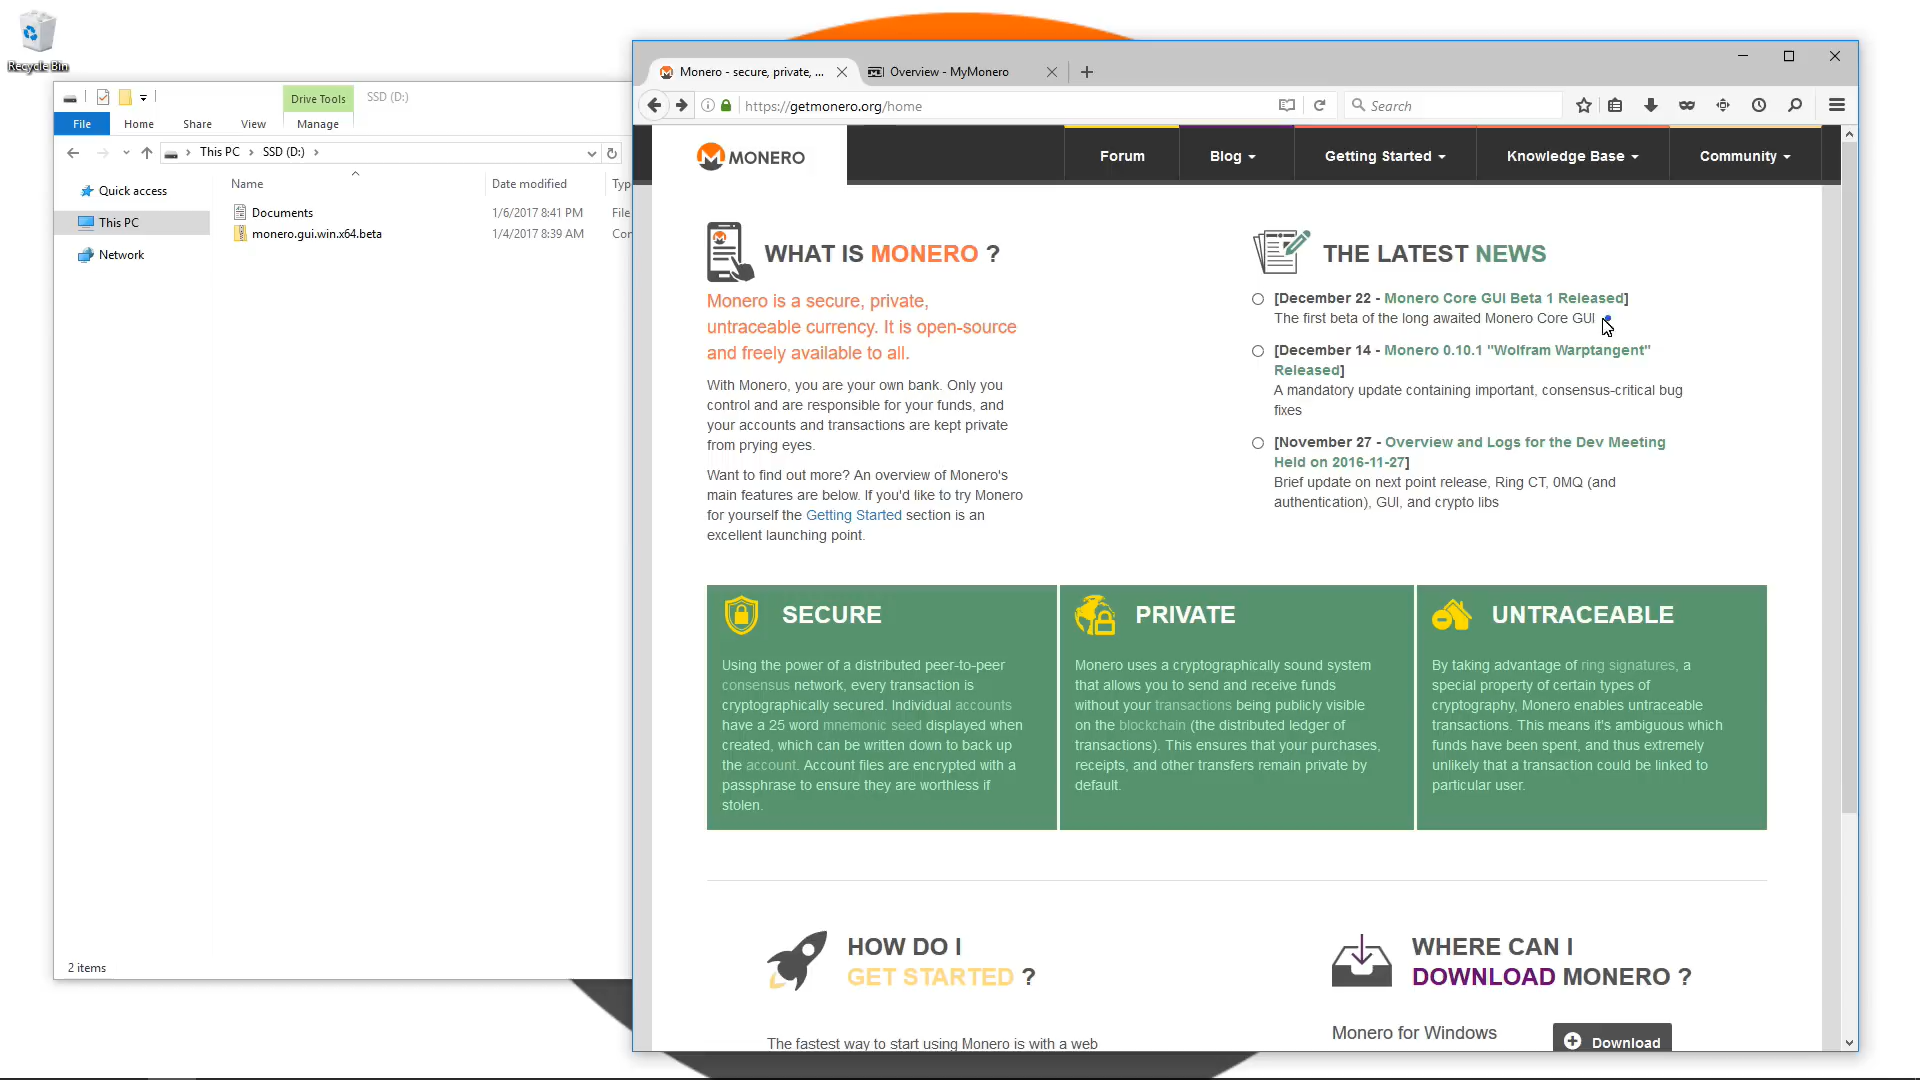 Recycle Bin
Drive Tools
SSD (D:)
File
Home
Share
View
Manage
This PC
SSD (D:)
Name
Date modified
Typ
Quick access
This PC
Network
Documents
1/6/2017 8:41 PM
File
monero.gui.win.x64.beta
1/4/2017 8:39 AM
Cor
2 items
Monero - secure, private, ...
Overview - MyMonero
https://getmonero.org/home
Search
MONERO
Forum
Blog
Getting Started
Knowledge Base
Community
WHAT IS MONERO ?
Monero is a secure, private,
untraceable currency. It is open-source
and freely available to all.
With Monero, you are your own bank. Only you
control and are responsible for your funds, and
your accounts and transactions are kept private
from prying eyes.
Want to find out more? An overview of Monero's
main features are below. If you'd like to try Monero
for yourself the Getting Started section is an
excellent launching point.
THE LATEST NEWS
[December 22 - Monero Core GUI Beta 1 Released]
The first beta of the long awaited Monero Core GUI
[December 14 - Monero 0.10.1 "Wolfram Warptangent"
Released]
A mandatory update containing important, consensus-critical bug
fixes
[November 27 - Overview and Logs for the Dev Meeting
Held on 2016-11-27]
Brief update on next point release, Ring CT, 0MQ (and
authentication), GUI, and crypto libs
SECURE
Using the power of a distributed peer-to-peer
consensus network, every transaction is
cryptographically secured. Individual accounts
have a 25 word mnemonic seed displayed when
created, which can be written down to back up
the account. Account files are encrypted with a
passphrase to ensure they are worthless if
stolen.
PRIVATE
Monero uses a cryptographically sound system
that allows you to send and receive funds
without your transactions being publicly visible
on the blockchain (the distributed ledger of
transactions). This ensures that your purchases,
receipts, and other transfers remain private by
default.
UNTRACEABLE
By taking advantage of ring signatures, a
special property of certain types of
cryptography, Monero enables untraceable
transactions. This means it's ambiguous which
funds have been spent, and thus extremely
unlikely that a transaction could be linked to
particular user.
HOW DO I
GET STARTED ?
The fastest way to start using Monero is with a web
WHERE CAN I
DOWNLOAD MONERO ?
Monero for Windows
Download